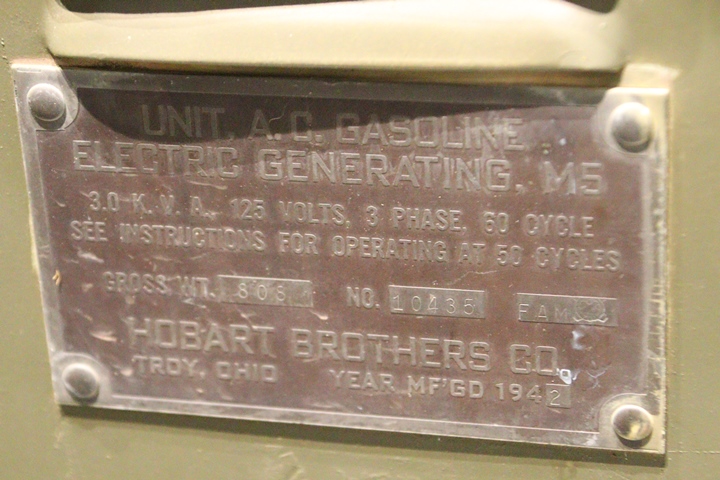 UNIT, A.C. GASOLINE
ELECTRIC GENERATING, M5
3.0 K.V.A., 125 VOLTS, 3 PHASE, 60 CYCLE
SEE INSTRUCTIONS FOR OPERATING AT 50 CYCLES
GROSS WT. NO. 10435 FAM
HOBART BROTHERS CO.
TROY, OHIO YEAR MF'GD 1942